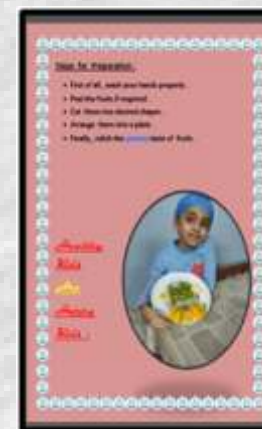 Steps for Preparation:
First of all, wash your hands properly.
Peel the fruits if required.
Cut them into desired shapes.
Arrange them into a plate.
Finally, relish the yummy taste of fruits.
Healthy
Kids
Are
Happy
Kids.